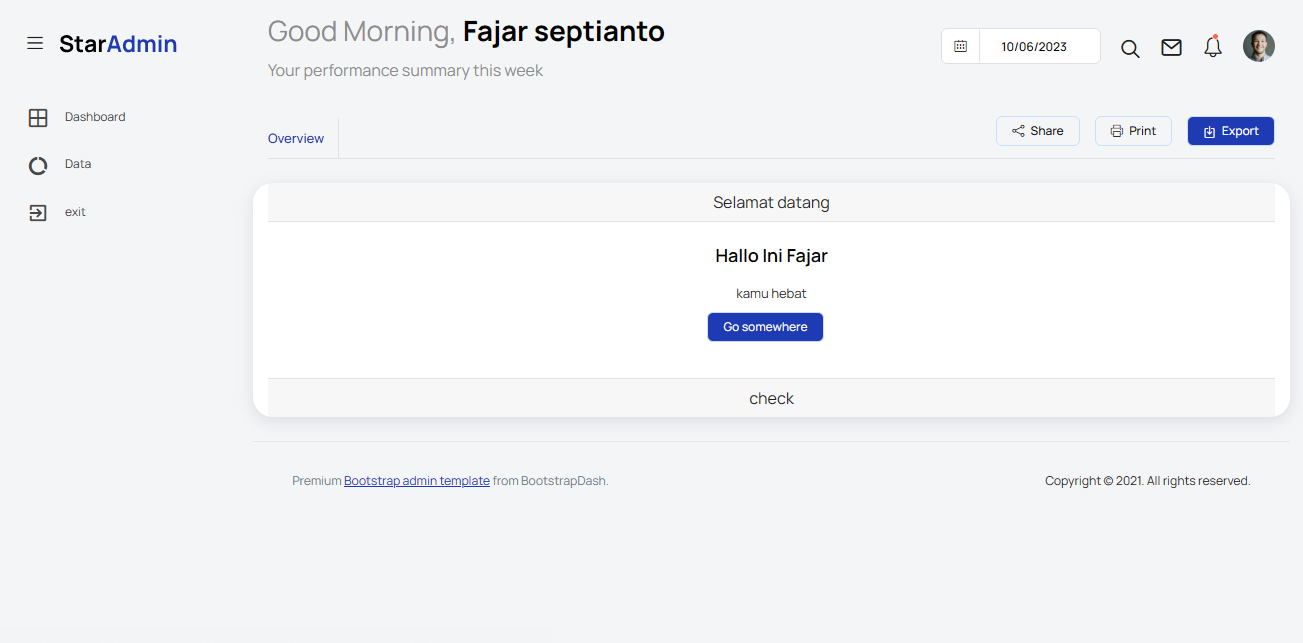 StarAdmin
Good Morning, Fajar septianto
Your performance summary this week
10/06/2023
Dashboard
Data
exit
Overview
Share
Print
Export
Selamat datang
Hallo Ini Fajar
kamu hebat
Go somewhere
check
Premium Bootstrap admin template from BootstrapDash.
Copyright © 2021. All rights reserved.